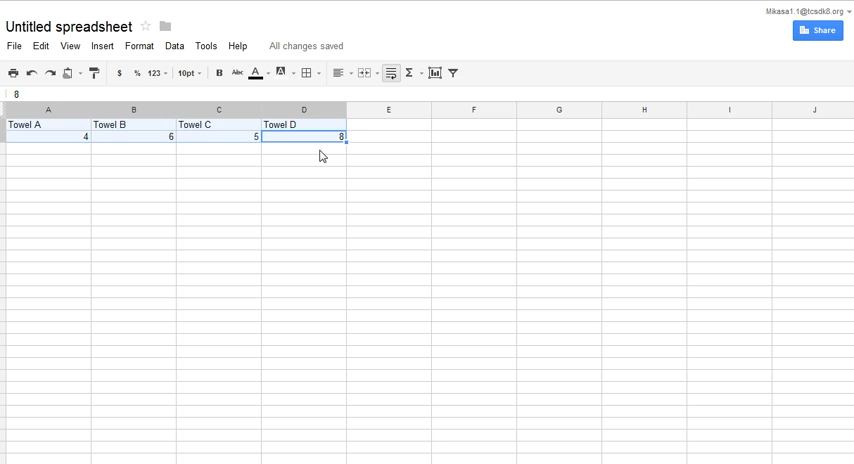 Mikasa1.1@tcsdk8.org
Untitled spreadsheet
Share
File Edit View Insert Format Data Tools Help All changes saved
$ % 123 10pt B Abc A A Σ
8
A B C D E F G H I J
Towel A Towel B Towel C Towel D
4 6 5 8